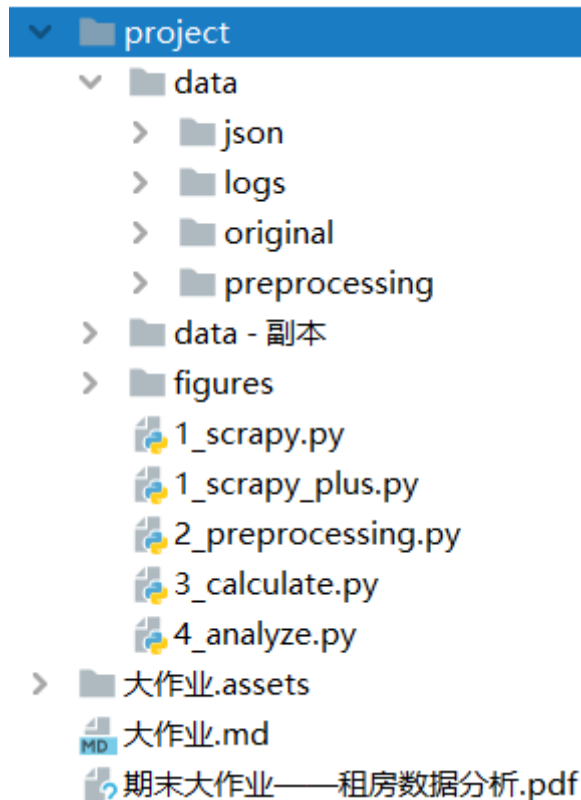 project
data
json
logs
original
preprocessing
data - 副本
figures
1_scrapy.py
1_scrapy_plus.py
2_preprocessing.py
3_calculate.py
4_analyze.py
大作业.assets
MD 大作业.md
期末大作业——租房数据分析.pdf